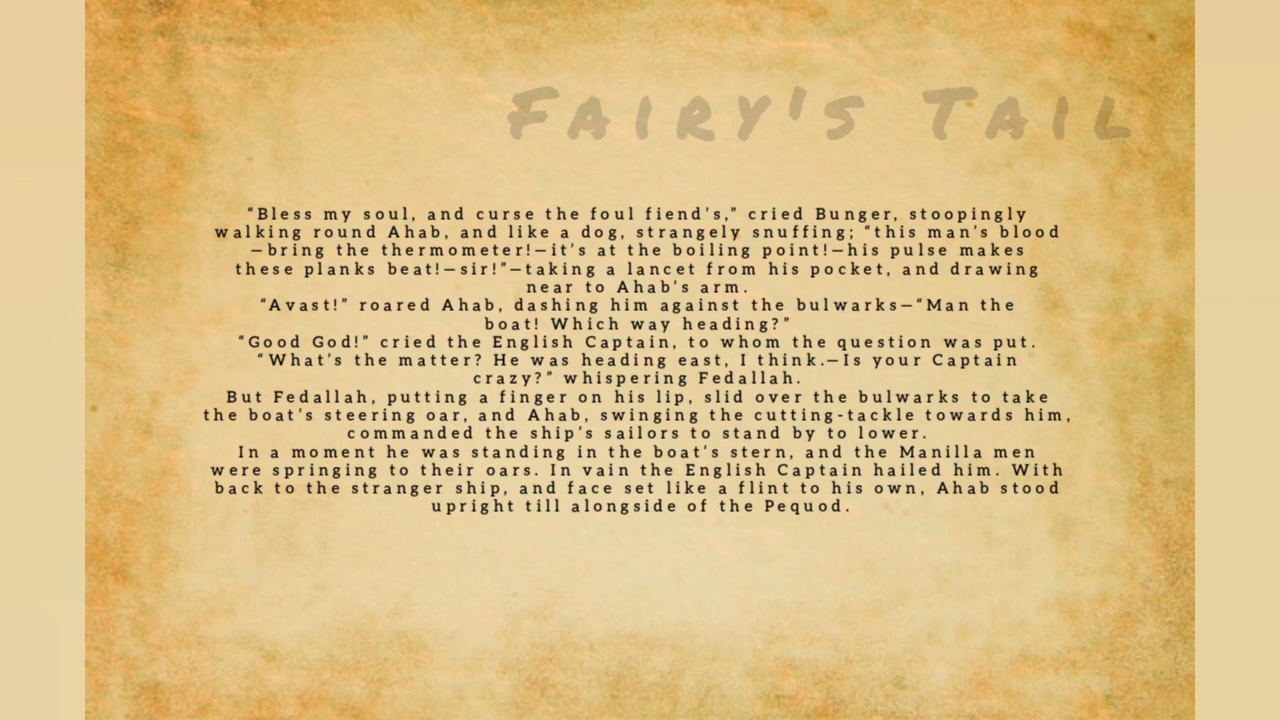 Fairy's Tail
“Bless my soul, and curse the foul fiend’s,” cried Bunger, stoopingly
walking round Ahab, and like a dog, strangely snuffing; “this man’s blood
—bring the thermometer!—it’s at the boiling point!—his pulse makes
these planks beat!—sir!”—taking a lancet from his pocket, and drawing
near to Ahab’s arm.
“Avast!” roared Ahab, dashing him against the bulwarks—“Man the
boat! Which way heading?”
“Good God!” cried the English Captain, to whom the question was put.
“What’s the matter? He was heading east, I think.—Is your Captain
crazy?” whispering Fedallah.
But Fedallah, putting a finger on his lip, slid over the bulwarks to take
the boat’s steering oar, and Ahab, swinging the cutting-tackle towards him,
commanded the ship’s sailors to stand by to lower.
In a moment he was standing in the boat’s stern, and the Manilla men
were springing to their oars. In vain the English Captain hailed him. With
back to the stranger ship, and face set like a flint to his own, Ahab stood
upright till alongside of the Pequod.